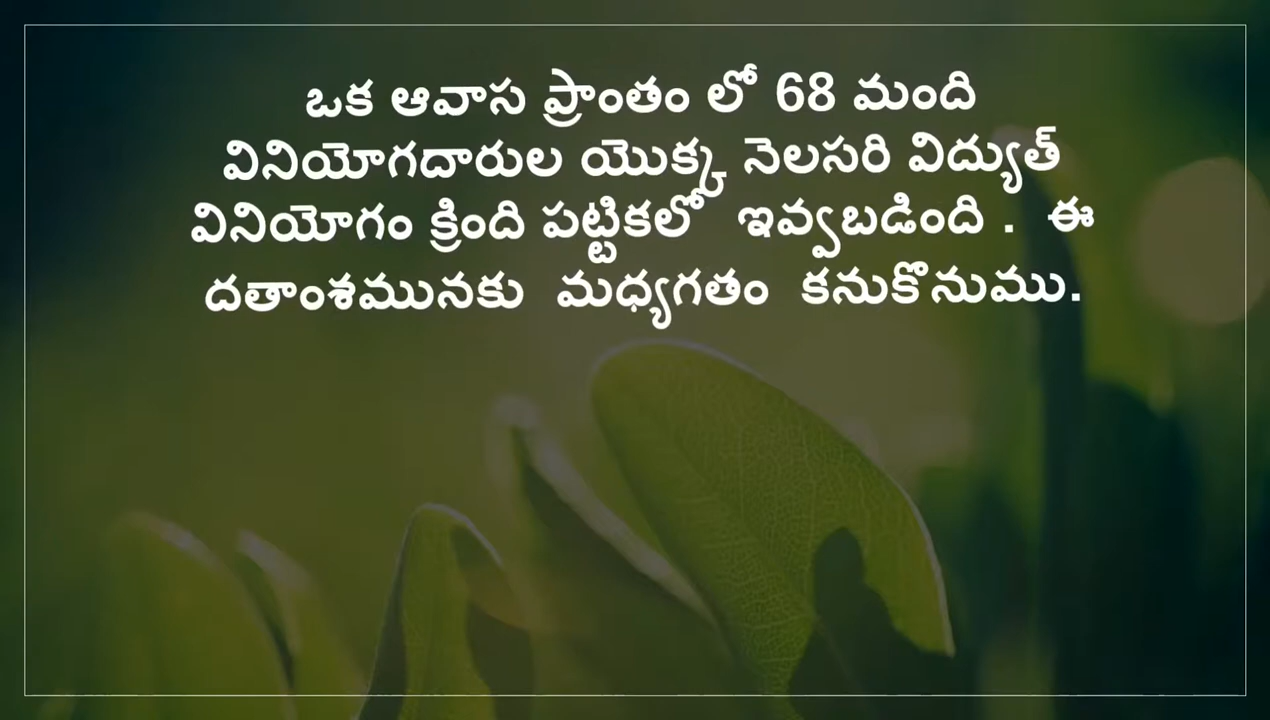 ఒక ఆవాస ప్రాంతం లో 68 మంది
వినియోగదారుల యొక్క నెలసరి విద్యుత్
వినియోగం క్రింది పట్టికలో ఇవ్వబడింది . ఈ
దతాంశమునకు మధ్యగతం కనుకొనుము.